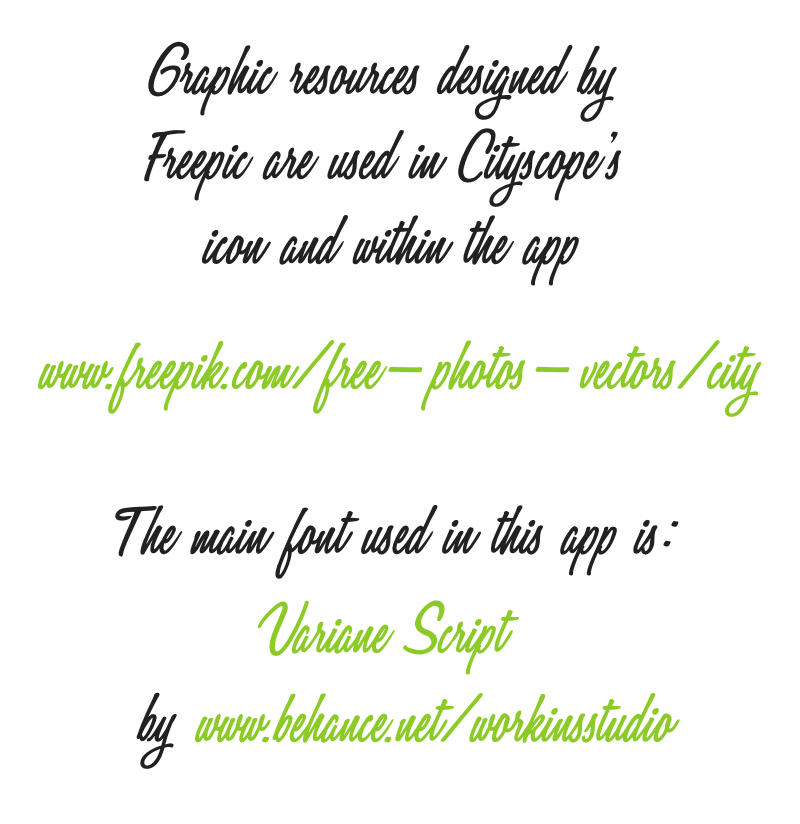 Graphic resources designed by
Freepic are used in Cityscope's
icon and within the app
www.freepik.com/free-photos-vectors/city
The main font used in this app is:
Variane Script
by www.behance.net/workinsstudio